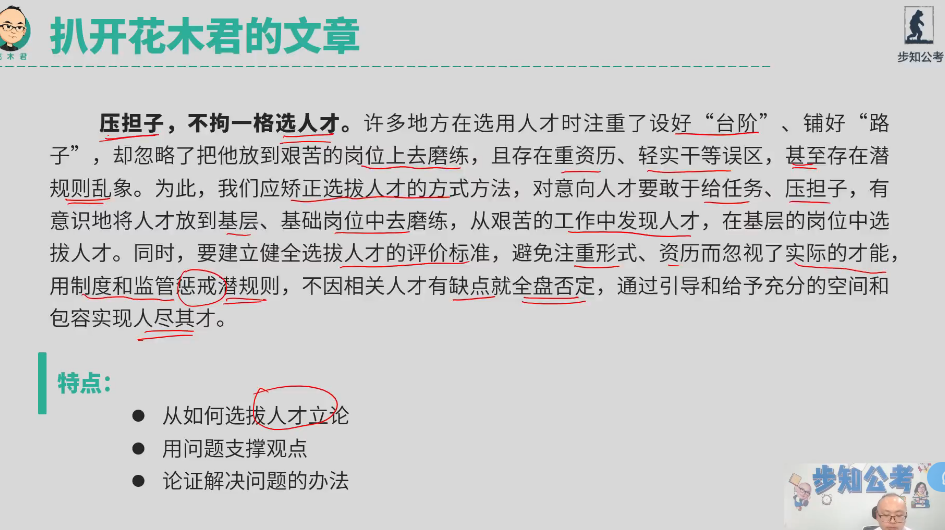 扒开花木君的文章
步知公考
压担子，不拘一格选人才。许多地方在选用人才时注重了设好“台阶”、铺好“路
子”，却忽略了把他放到艰苦的岗位上去磨练，且存在重资历、轻实干等误区，甚至存在潜
规则乱象。为此，我们应矫正选拔人才的方式方法，对意向人才要敢于给任务、压担子，有
意识地将人才放到基层、基础岗位中去磨练，从艰苦的工作中发现人才，在基层的岗位中选
拔人才。同时，要建立健全选拔人才的评价标准，避免注重形式、资历而忽视了实际的才能，
用制度和监管惩戒潜规则，不因相关人才有缺点就全盘否定，通过引导和给予充分的空间和
包容实现人尽其才。
特点：
● 从如何选拔人才立论
● 用问题支撑观点
● 论证解决问题的办法
步知公考